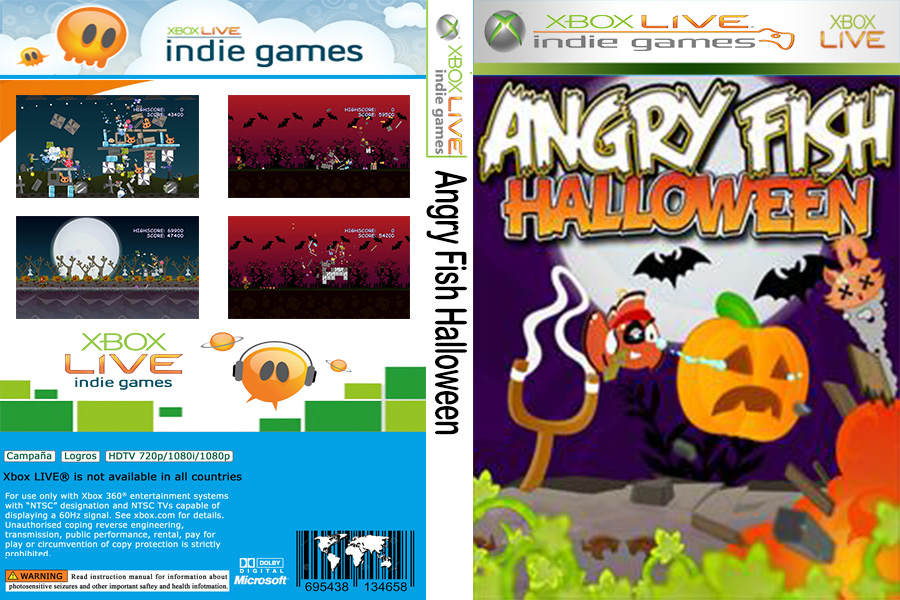 XBOX LIVE
indie games
HIGHSCORE: 0
SCORE: 43400
HIGHSCORE: 0
SCORE: 59500
HIGHSCORE: 69900
SCORE: 47400
HIGHSCORE: 0
SCORE: 54200
XBOX
LIVE
indie games
Campaña Logros HDTV 720p/1080i/1080p
Xbox LIVE® is not available in all countries
For use only with Xbox 360® entertainment systems
with “NTSC” designation and NTSC TVs capable of
displaying a 60Hz signal. See xbox.com for details.
Unauthorised coping reverse engineering,
transmission, public performance, rental, pay for
play or circumvention of copy protection is strictly
prohibited.
WARNING Read instruction manual for information about
photosensitive seizures and other important saftey and health infotmation.
DOLBY
DIGITAL
Microsoft
695438 134658
XBOX LIVE
indie games
Angry Fish Halloween
XBOX LIVE
indie games
XBOX
LIVE
ANGRY FISH
HALLOWEEN